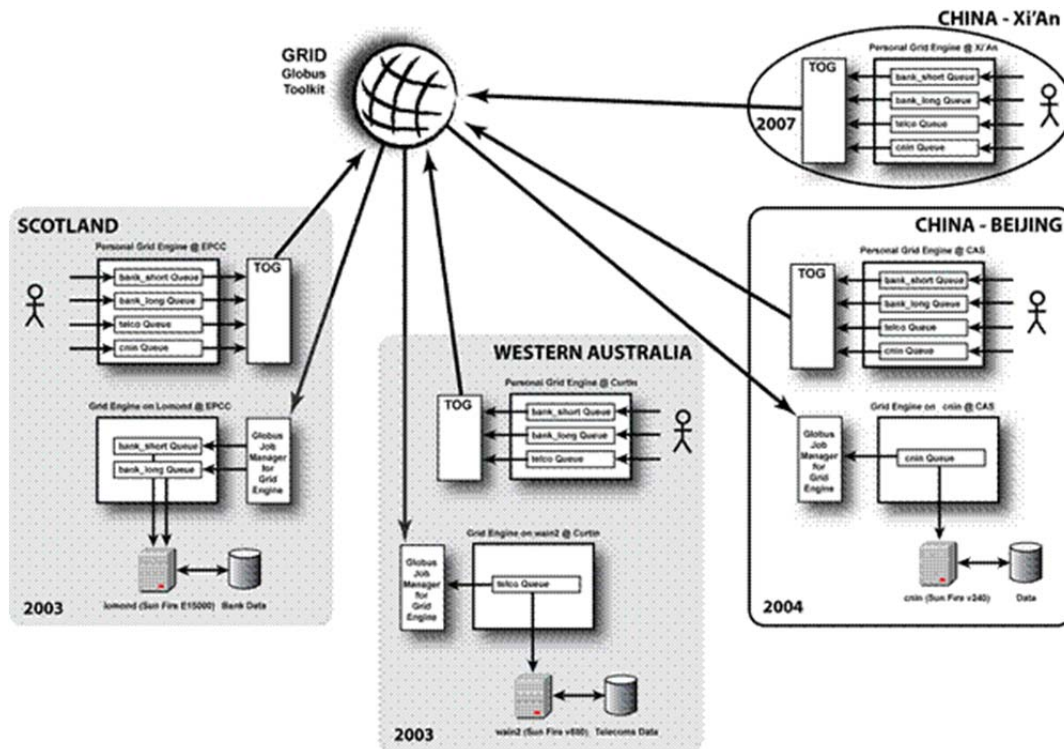 GRID
Globus
Toolkit
CHINA - Xi'An
Personal Grid Engine @ Xi'An
TOG
bank_short Queue
bank_long Queue
telco Queue
cnin Queue
2007
SCOTLAND
Personal Grid Engine @ EPCC
bank_short Queue
bank_long Queue
telco Queue
cnin Queue
TOG
Grid Engine on Lomond @ EPCC
bank_short Queue
bank_long Queue
Globus
Job
Manager
for
Grid
Engine
lomond (Sun Fire E15000)
Bank Data
2003
WESTERN AUSTRALIA
Personal Grid Engine @ Curtin
TOG
bank_short Queue
bank_long Queue
telco Queue
Grid Engine on wain2 @ Curtin
Globus
Job
Manager
for
Grid
Engine
telco Queue
wain2 (Sun Fire v880)
Telecoms Data
2003
CHINA - BEIJING
Personal Grid Engine @ CAS
TOG
bank_short Queue
bank_long Queue
telco Queue
cnin Queue
Grid Engine on cnin @ CAS
Globus
Job
Manager
for
Grid
Engine
cnin Queue
cnin (Sun Fire v240)
Data
2004